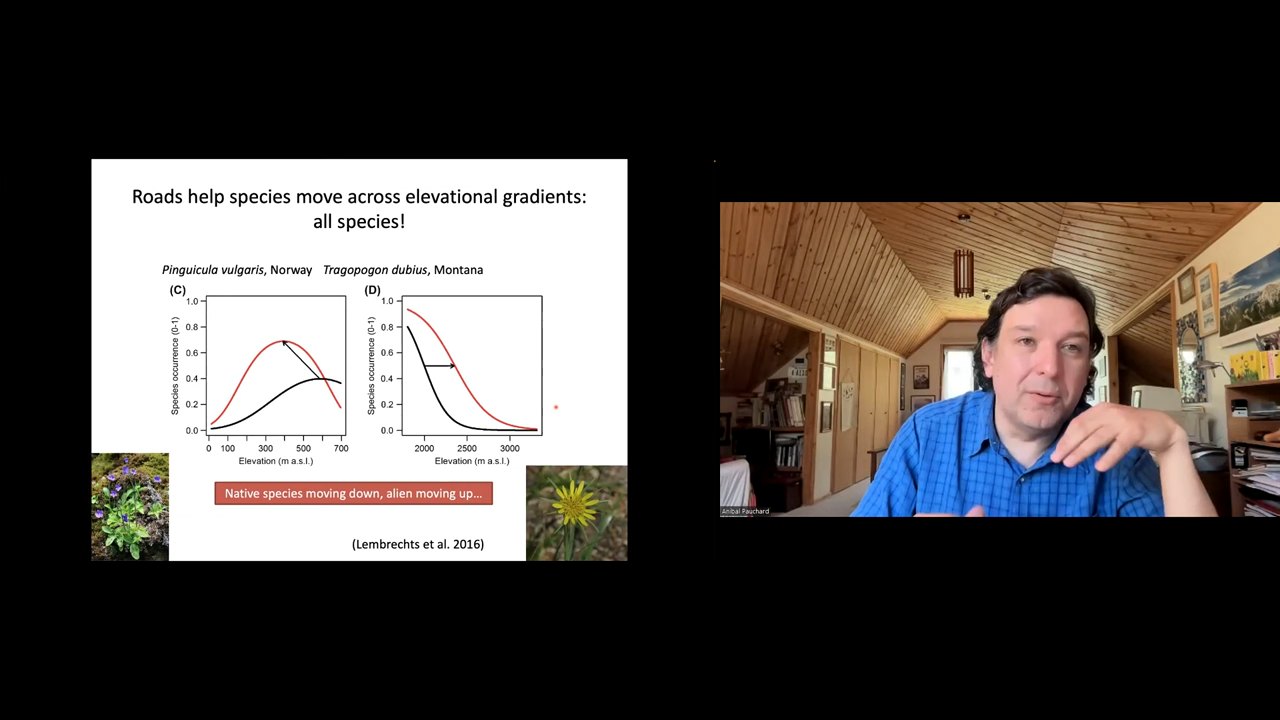 Roads help species move across elevational gradients:
all species!
Pinguicula vulgaris, Norway Tragopogon dubius, Montana
(C)
1.0
0.8
0.6
0.4
0.2
0.0
Species occurrence (0-1)
0 100 300 500 700
Elevation (m a.s.l.)
(D)
1.0
0.8
0.6
0.4
0.2
0.0
Species occurrence (0-1)
2000 2500 3000
Elevation (m a.s.l.)
Native species moving down, alien moving up...
(Lembrechts et al. 2016)
Anibal Pauchard